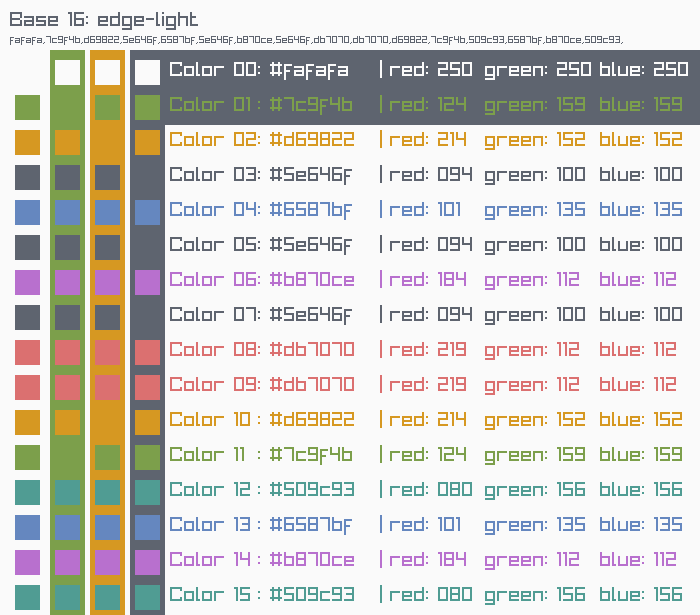 Base 16: edge-light
fafafa,7c9f4b,d69822,5e646f,6587bf,5e646f,b870ce,5e646f,db7070,db7070,d69822,7c9f4b,509c93,6587bf,b870ce,509c93,
Color 00: #fafafa | red: 250 green: 250 blue: 250
Color 01: #7c9f4b | red: 124 green: 159 blue: 159
Color 02: #d69822 | red: 214 green: 152 blue: 152
Color 03: #5e646f | red: 094 green: 100 blue: 100
Color 04: #6587bf | red: 101 green: 135 blue: 135
Color 05: #5e646f | red: 094 green: 100 blue: 100
Color 06: #b870ce | red: 184 green: 112 blue: 112
Color 07: #5e646f | red: 094 green: 100 blue: 100
Color 08: #db7070 | red: 219 green: 112 blue: 112
Color 09: #db7070 | red: 219 green: 112 blue: 112
Color 10 : #d69822 | red: 214 green: 152 blue: 152
Color 11 : #7c9f4b | red: 124 green: 159 blue: 159
Color 12 : #509c93 | red: 080 green: 156 blue: 156
Color 13 : #6587bf | red: 101 green: 135 blue: 135
Color 14 : #b870ce | red: 184 green: 112 blue: 112
Color 15 : #509c93 | red: 080 green: 156 blue: 156